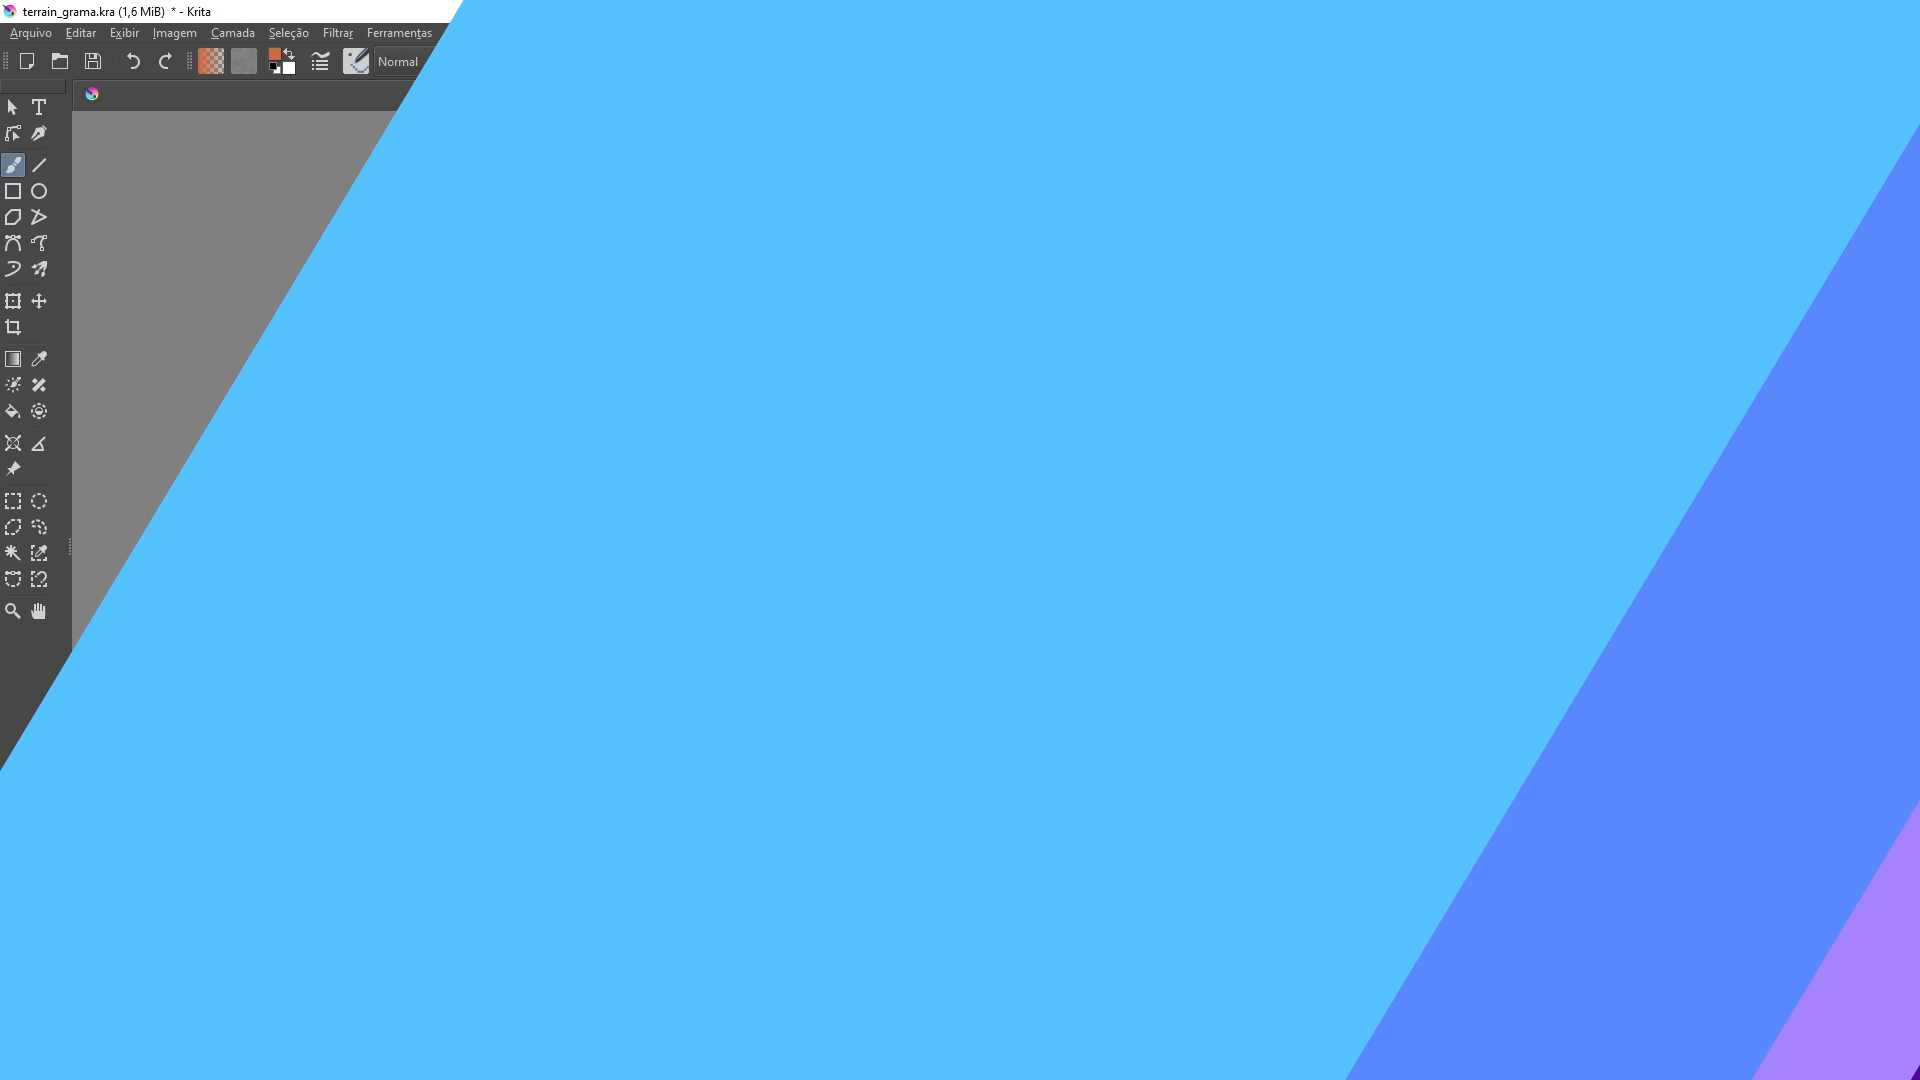 terrain_grama.kra (1,6 MiB) * - Krita
Arquivo Editar Exibir Imagem Camada Seleção Filtrar Ferramentas
Normal